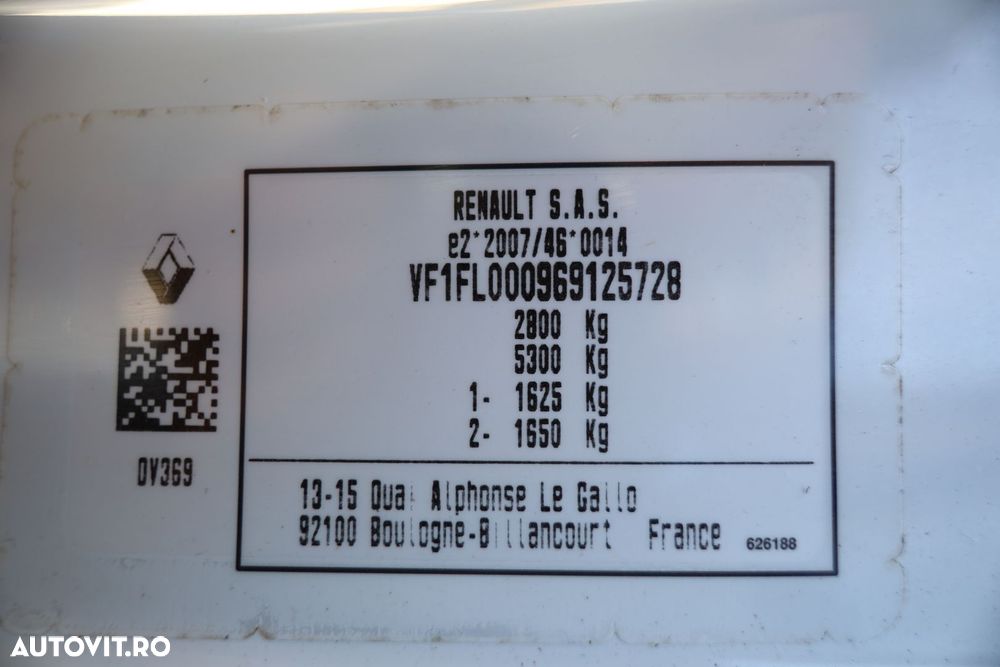 RENAULT S.A.S.
e2*2007/46*0014
VF1FL000969125728
2800 Kg
5300 Kg
1- 1625 Kg
2- 1650 Kg
0V369
13-15 Quai Alphonse Le Gallo
92100 Boulogne-Billancourt France
626188
AUTOVIT.RO